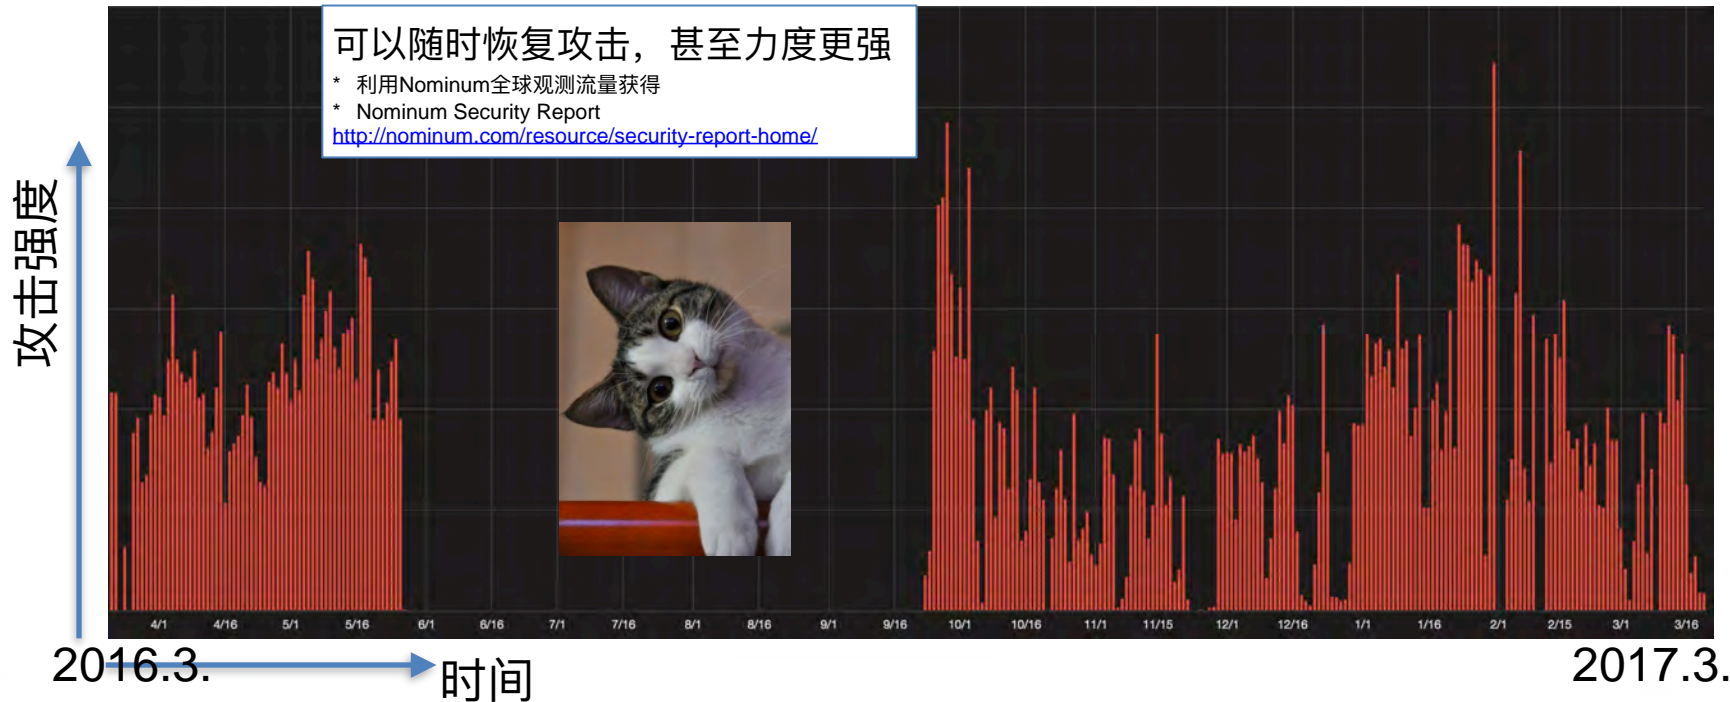 可以随时恢复攻击，甚至力度更强
* 利用Nominum全球观测流量获得
* Nominum Security Report
http://nominum.com/resource/security-report-home/
攻击强度
4/1 4/16 5/1 5/16 6/1 6/16 7/1 7/16 8/1 8/16 9/1 9/16 10/1 10/16 11/1 11/15 12/1 12/16 1/1 1/16 2/1 2/15 3/1 3/16
2016.3. 时间 2017.3.